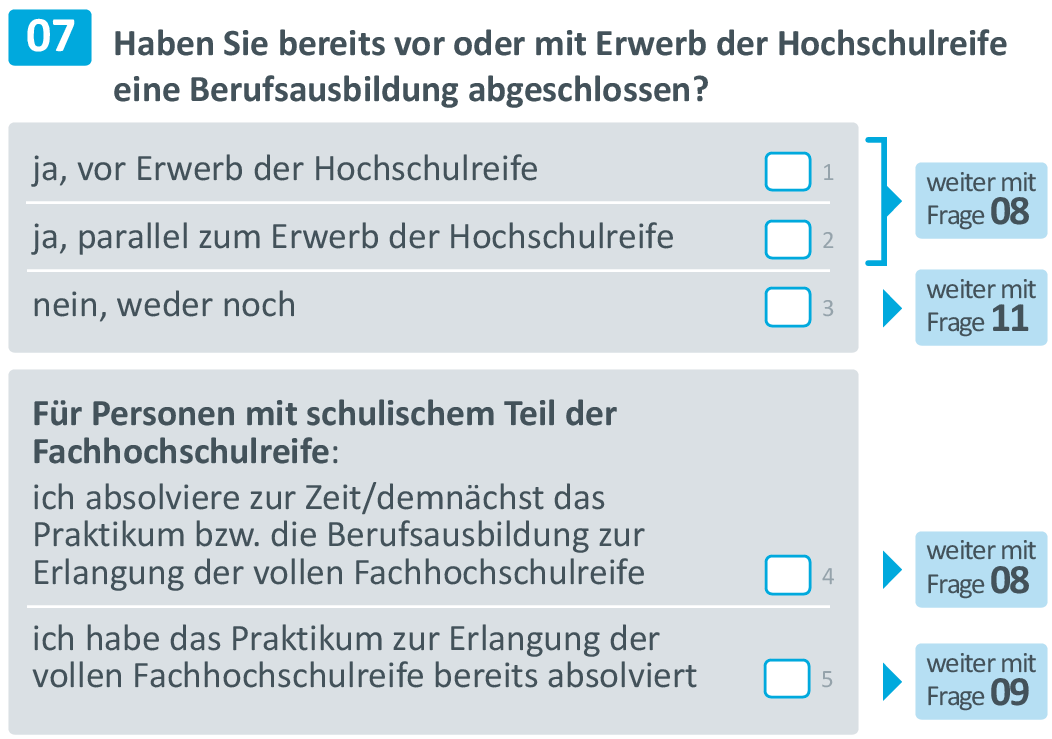 07
Haben Sie bereits vor oder mit Erwerb der Hochschulreife
eine Berufsausbildung abgeschlossen?
ja, vor Erwerb der Hochschulreife 1
ja, parallel zum Erwerb der Hochschulreife 2
weiter mit
Frage 08
nein, weder noch 3
weiter mit
Frage 11
Für Personen mit schulischem Teil der
Fachhochschulreife:
ich absolviere zur Zeit/demnächst das
Praktikum bzw. die Berufsausbildung zur
Erlangung der vollen Fachhochschulreife 4
weiter mit
Frage 08
ich habe das Praktikum zur Erlangung der
vollen Fachhochschulreife bereits absolviert 5
weiter mit
Frage 09